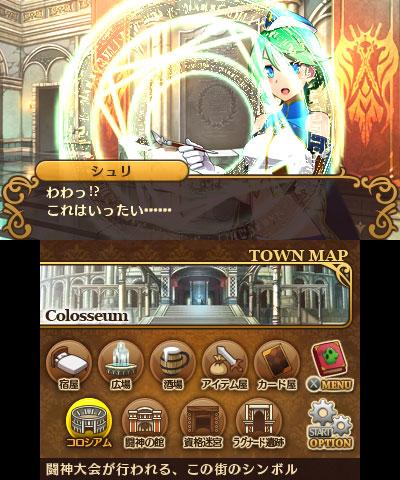 シュリ
わわっ!?
これはいったい……
TOWN MAP
Colosseum
宿屋
広場
酒場
アイテム屋
カード屋
X MENU
コロシアム
闘神の館
資格迷宮
ラグナード遺跡
START
OPTION
闘神大会が行われる、この街のシンボル